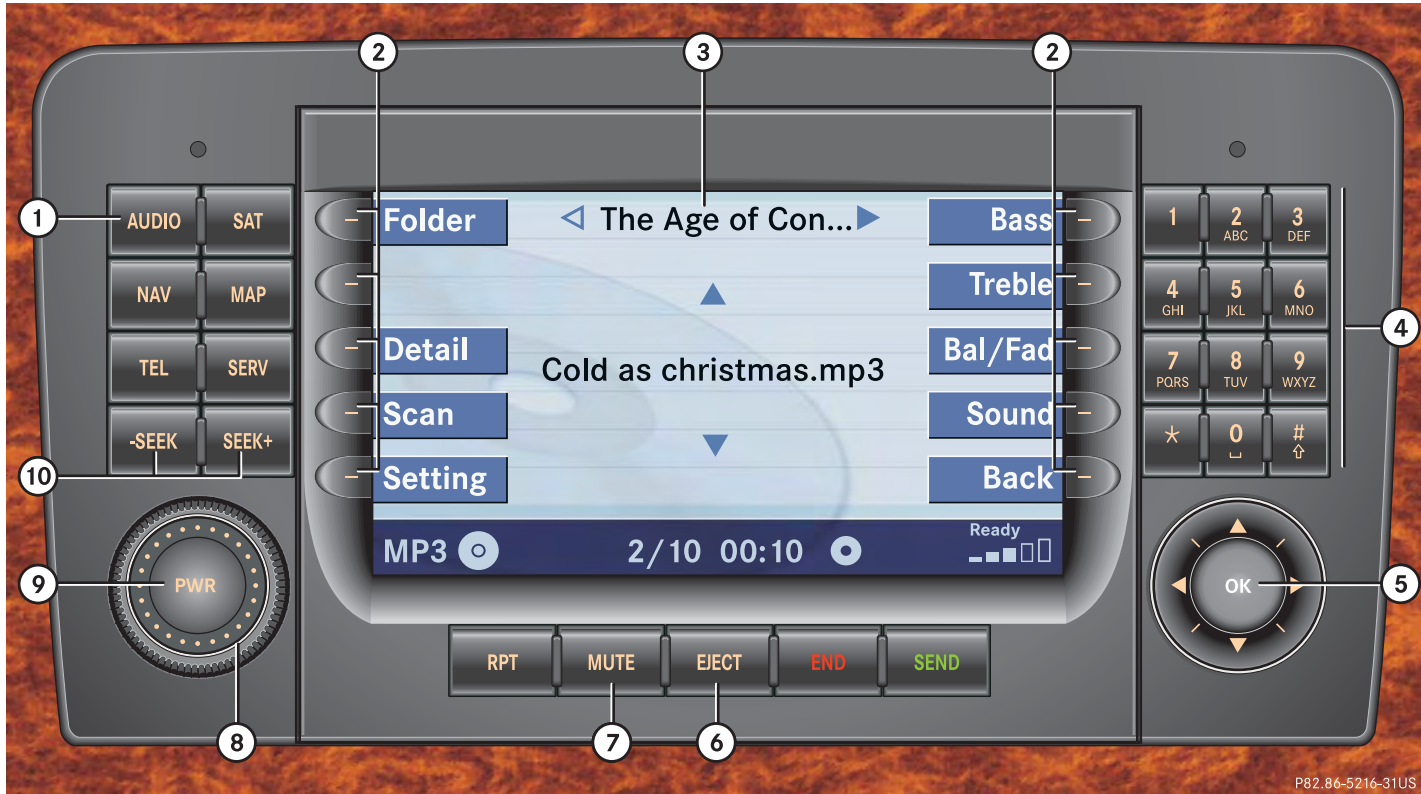 2
3
2
1
AUDIO
SAT
NAV
MAP
TEL
SERV
-SEEK
SEEK+
10
9
PWR
8
Folder
The Age of Con...
Bass
Treble
Detail
Bal/Fad
Cold as christmas.mp3
Scan
Sound
Setting
Back
MP3
2/10 00:10
Ready
RPT
MUTE
EJECT
END
SEND
7
6
1
2
ABC
3
DEF
4
GHI
5
JKL
6
MNO
7
PQRS
8
TUV
9
WXYZ
*
0
#
4
OK
5
P82.86-5216-31US